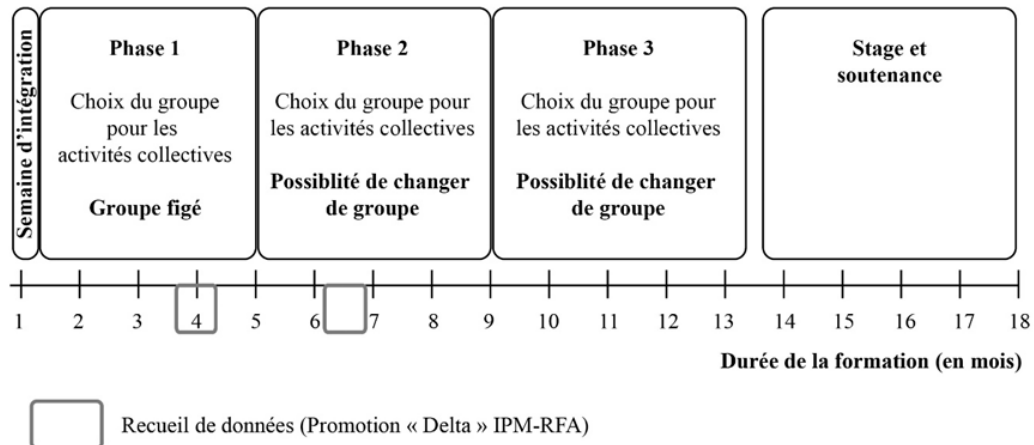 Semaine d'intégration
Phase 1
Choix du groupe
pour les
activités collectives
Groupe figé
Phase 2
Choix du groupe pour
les activités collectives
Possiblité de changer
de groupe
Phase 3
Choix du groupe pour
les activités collectives
Possiblité de changer
de groupe
Stage et
soutenance
1 2 3 4 5 6 7 8 9 10 11 12 13 14 15 16 17 18
Durée de la formation (en mois)
Recueil de données (Promotion « Delta » IPM-RFA)